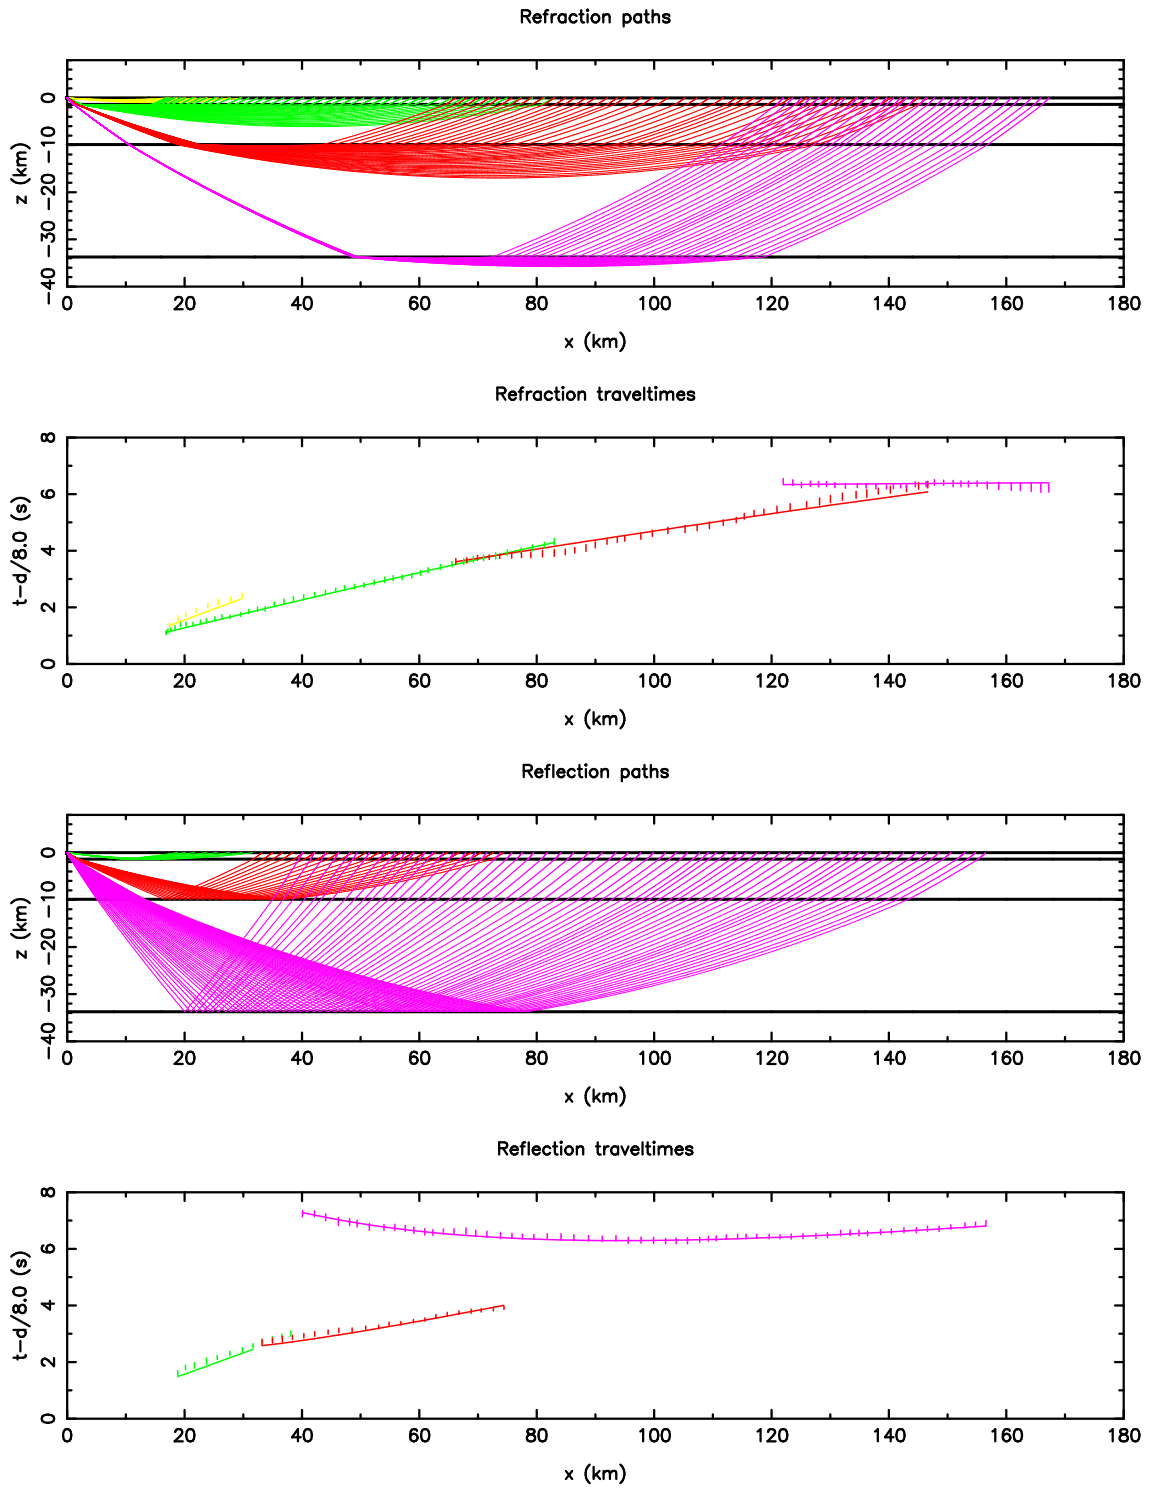 Refraction paths
0
−10
−20
−30
−40
z (km)
0 20 40 60 80 100 120 140 160 180
x (km)
Refraction traveltimes
8
6
4
2
0
t−d/8.0 (s)
0 20 40 60 80 100 120 140 160 180
x (km)
Reflection paths
0
−10
−20
−30
−40
z (km)
0 20 40 60 80 100 120 140 160 180
x (km)
Reflection traveltimes
8
6
4
2
0
t−d/8.0 (s)
0 20 40 60 80 100 120 140 160 180
x (km)